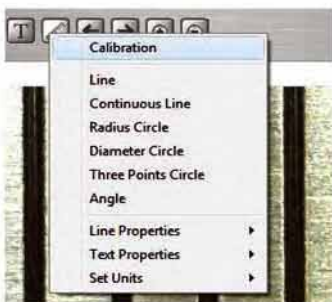 T
Calibration
Line
Continuous Line
Radius Circle
Diameter Circle
Three Points Circle
Angle
Line Properties
Text Properties
Set Units